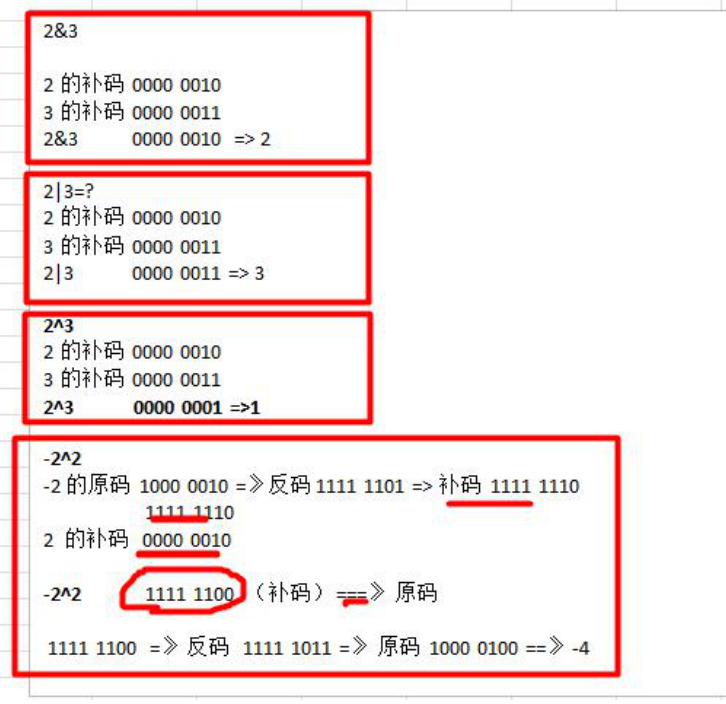 2&3
2 的补码 0000 0010
3 的补码 0000 0011
2&3 0000 0010 => 2
2|3=?
2 的补码 0000 0010
3 的补码 0000 0011
2|3 0000 0011 => 3
2^3
2 的补码 0000 0010
3 的补码 0000 0011
2^3 0000 0001 =>1
-2^2
-2 的原码 1000 0010 =》反码 1111 1101 => 补码 1111 1110
1111 1110
2 的补码 0000 0010
-2^2 1111 1100 （补码）===》 原码
1111 1100 =》 反码 1111 1011 =》 原码 1000 0100 ==》 -4